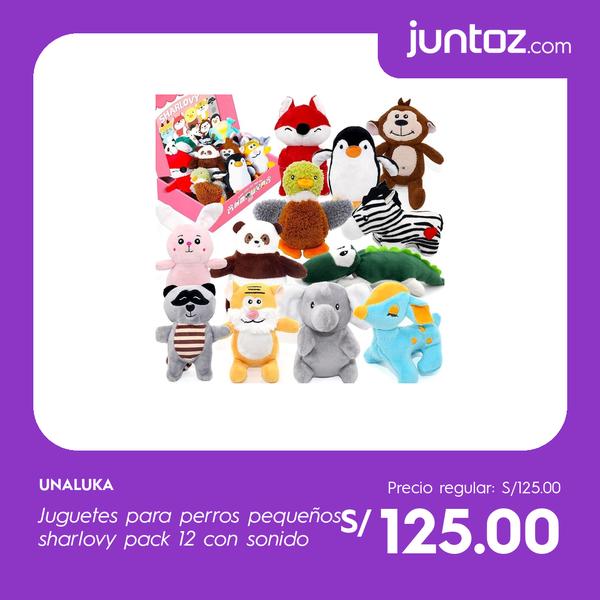 juntoz.com
SHARLOVY
UNALUKA
Precio regular: S/125.00
Juguetes para perros pequeños
sharlovy pack 12 con sonido
S/ 125.00